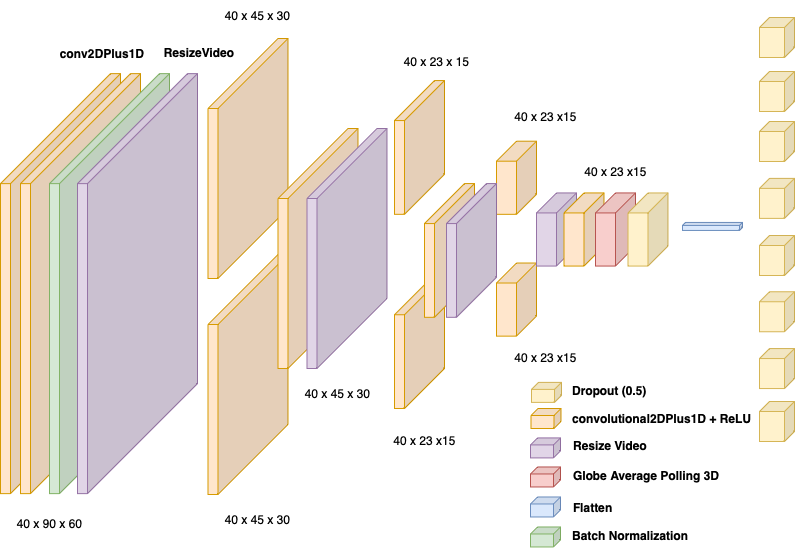 40 x 45 x 30
conv2DPlus1D
ResizeVideo
40 x 23 x 15
40 x 23 x15
40 x 23 x15
40 x 23 x15
40 x 45 x 30
40 x 23 x15
40 x 45 x 30
40 x 90 x 60
Dropout (0.5)
convolutional2DPlus1D + ReLU
Resize Video
Globe Average Polling 3D
Flatten
Batch Normalization